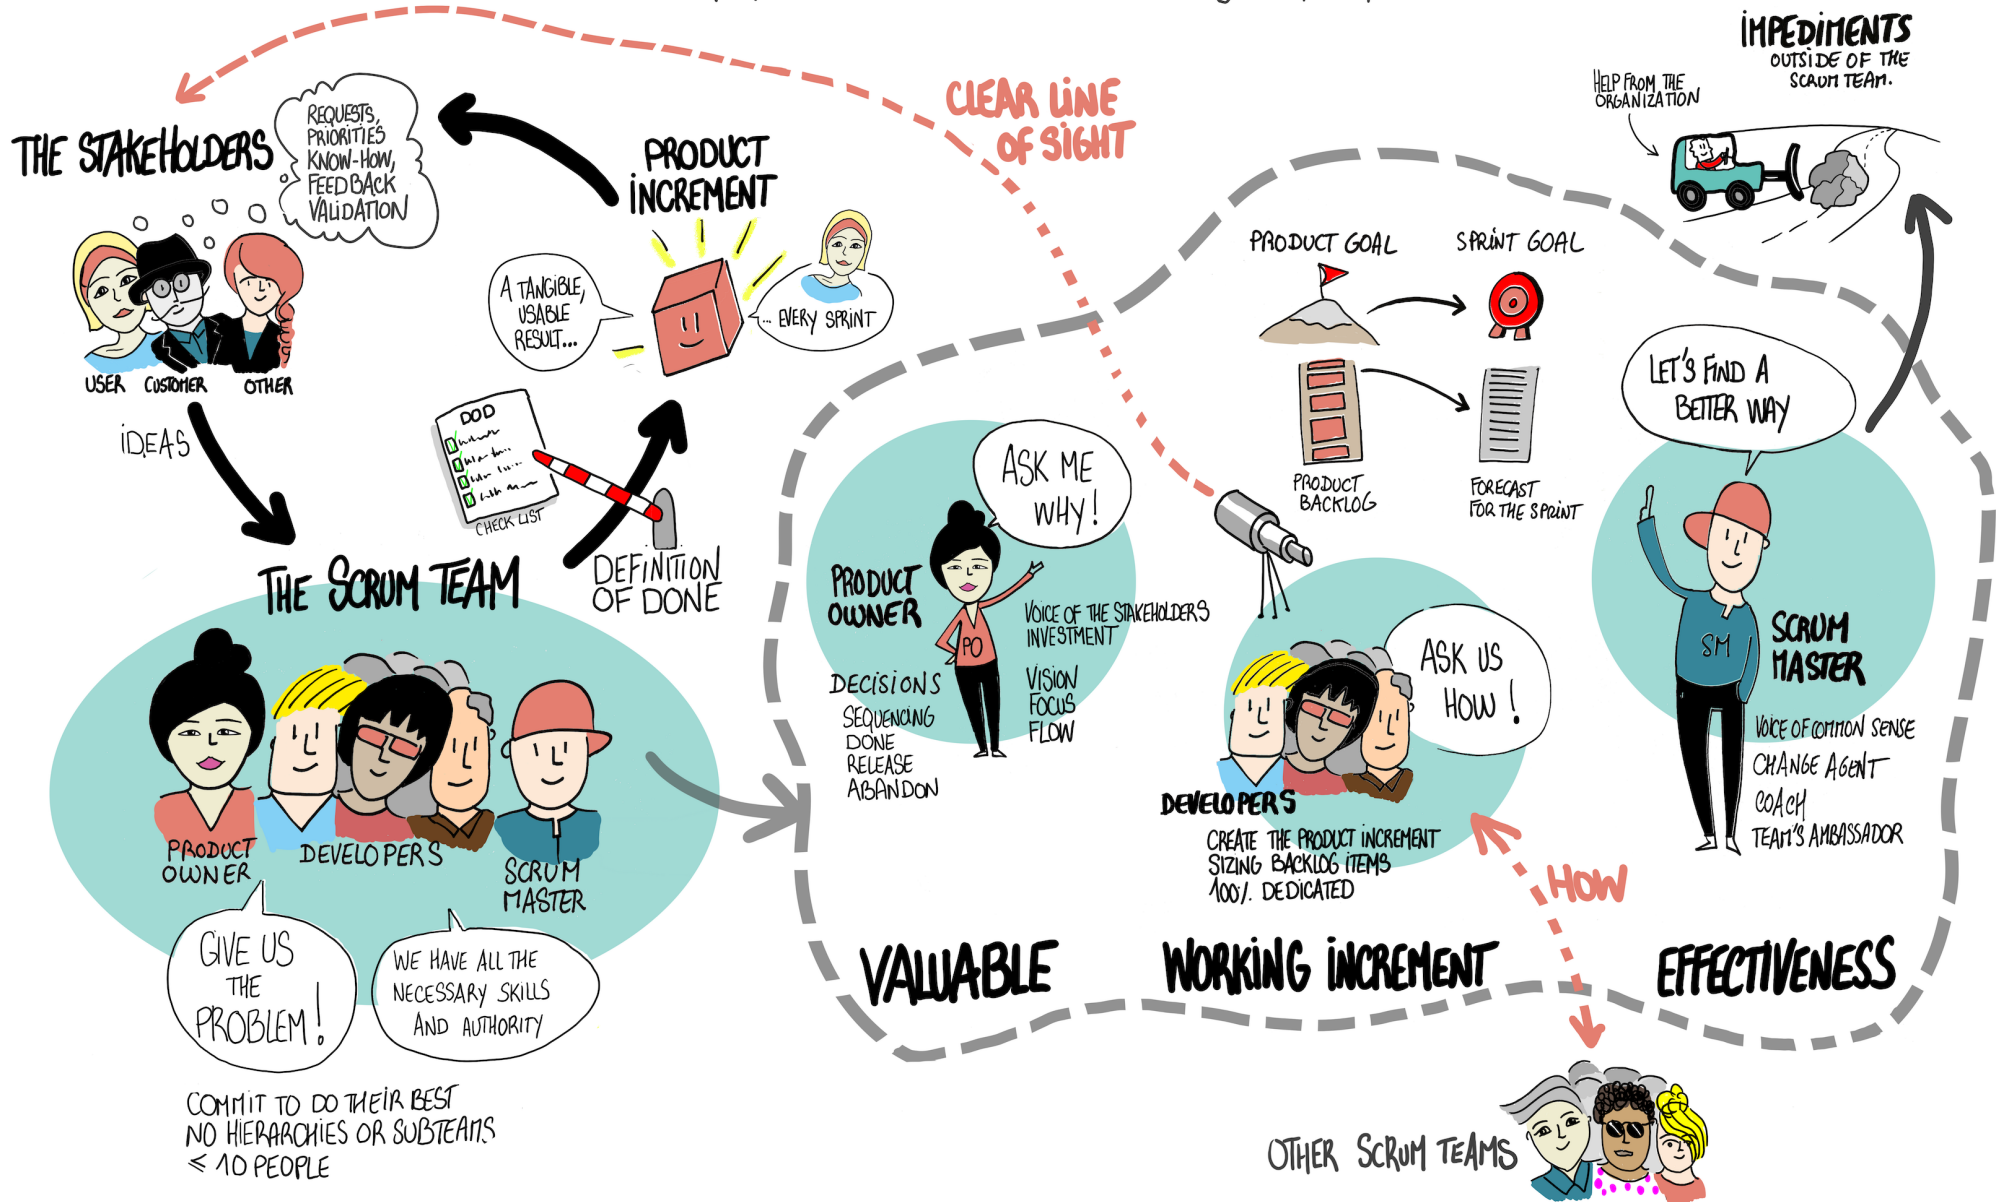 IMPEDIMENTS
OUTSIDE OF THE
SCRUM TEAM.
HELP FROM THE
ORGANIZATION
CLEAR LINE
OF SIGHT
THE STAKEHOLDERS
REQUESTS,
PRIORITIES
KNOW-HOW,
FEEDBACK
VALIDATION
USER
CUSTOMER
OTHER
IDEAS
PRODUCT
INCREMENT
A TANGIBLE,
USABLE
RESULT...
... EVERY SPRINT
DOD
CHECK LIST
DEFINITION
OF DONE
THE SCRUM TEAM
PRODUCT
OWNER
DEVELOPERS
SCRUM
MASTER
GIVE US
THE
PROBLEM!
WE HAVE ALL THE
NECESSARY SKILLS
AND AUTHORITY
COMMIT TO DO THEIR BEST
NO HIERARCHIES OR SUBTEAMS
≤ 10 PEOPLE
PRODUCT GOAL
SPRINT GOAL
PRODUCT
BACKLOG
FORECAST
FOR THE SPRINT
ASK ME
WHY!
PRODUCT
OWNER
PO
VOICE OF THE STAKEHOLDERS
INVESTMENT
VISION
FOCUS
FLOW
DECISIONS
SEQUENCING
DONE
RELEASE
ABANDON
VALUABLE
ASK US
HOW!
DEVELOPERS
CREATE THE PRODUCT INCREMENT
SIZING BACKLOG ITEMS
100% DEDICATED
WORKING INCREMENT
HOW
OTHER SCRUM TEAMS
LET'S FIND A
BETTER WAY
SM
SCRUM
MASTER
VOICE OF COMMON SENSE
CHANGE AGENT
COACH
TEAM'S AMBASSADOR
EFFECTIVENESS